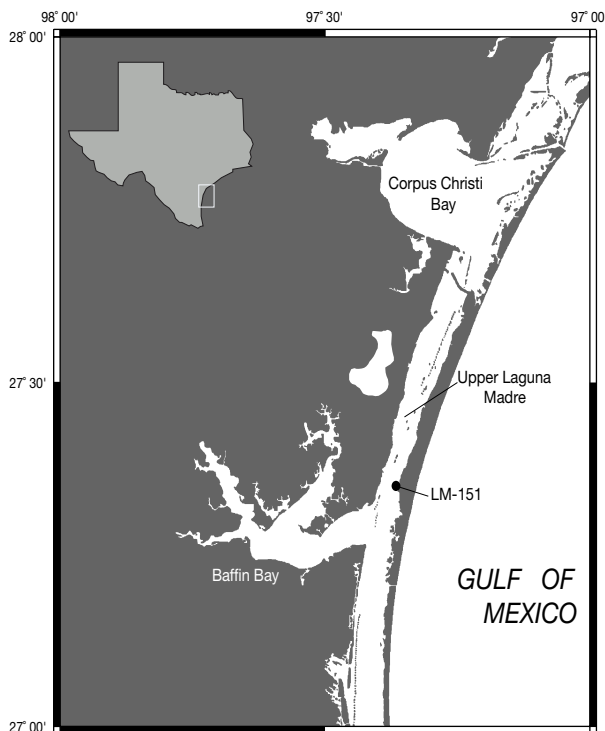 98° 00'
97° 30'
97° 00'
28° 00'
Corpus Christi
Bay
27° 30'
Upper Laguna
Madre
LM-151
Baffin Bay
GULF OF
MEXICO
27° 00'